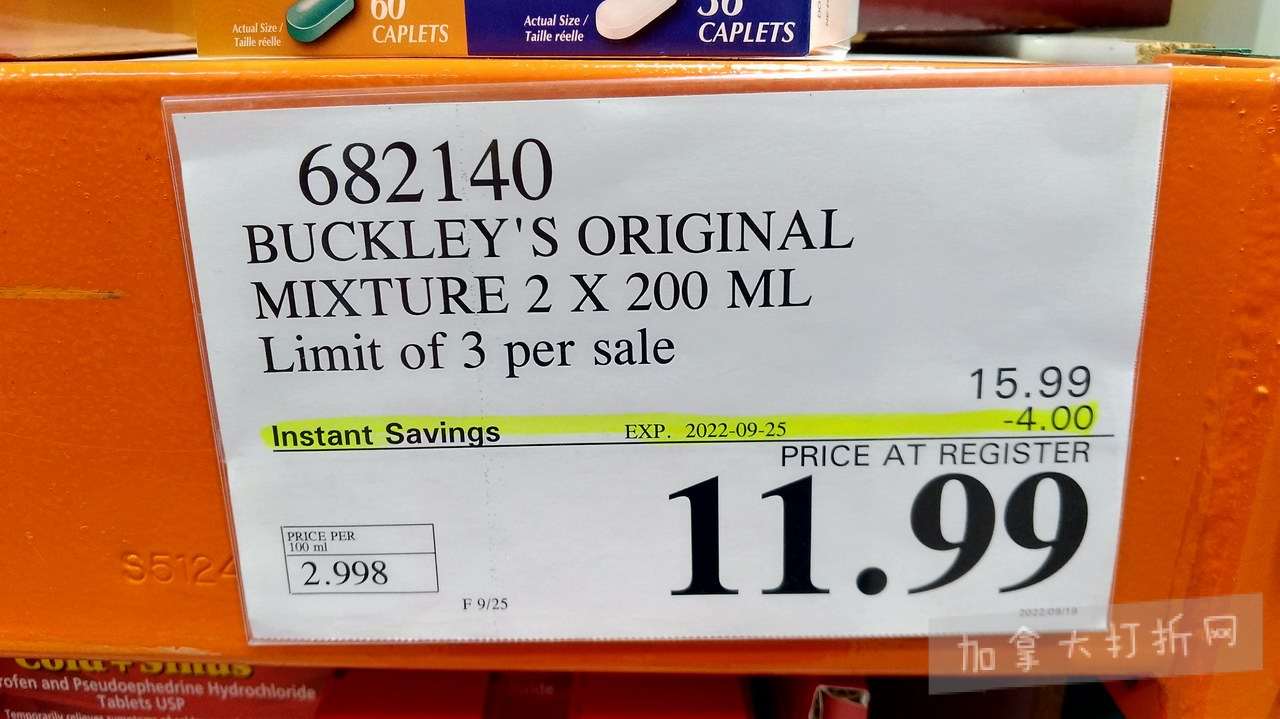 Actual Size /
Taille réelle
60
CAPLETS
Actual Size /
Taille réelle
CAPLETS
682140
BUCKLEY'S ORIGINAL
MIXTURE 2 X 200 ML
Limit of 3 per sale
15.99
Instant Savings EXP. 2022-09-25 -4.00
PRICE AT REGISTER
11.99
PRICE PER
100 ml
2.998
F 9/25
2022/09/19
S5124
加拿大打折网
Cold + Sinus
and Pseudoephedrine Hydrochloride
Tablets USP